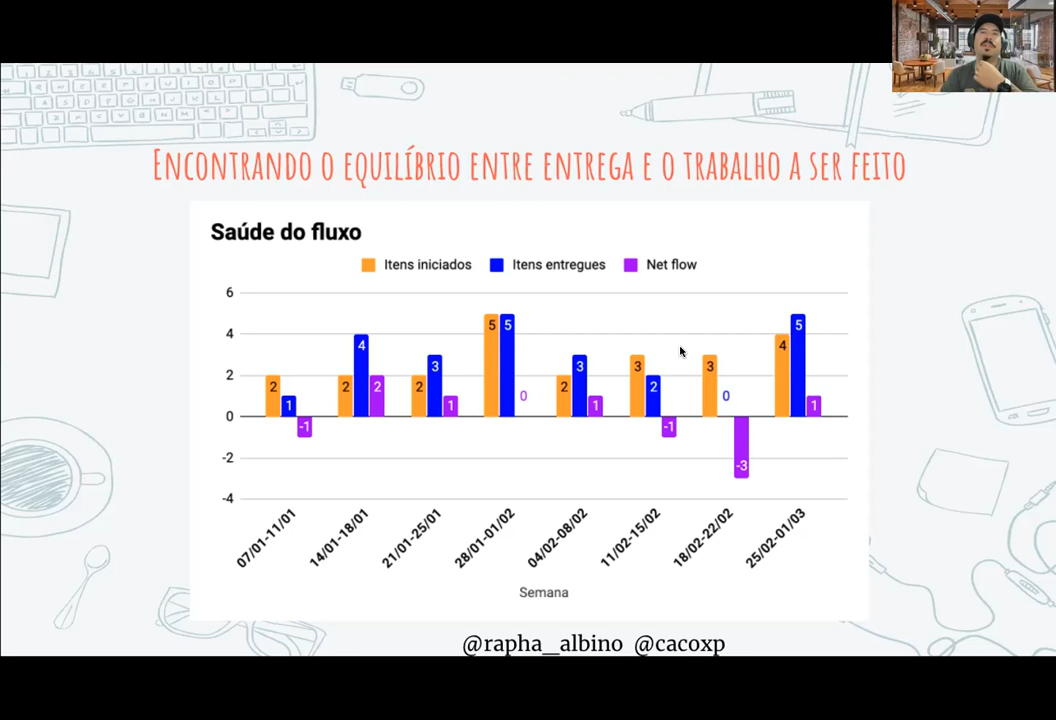 Encontrando o equilíbrio entre entrega e o trabalho a ser feito
Saúde do fluxo
Itens iniciados Itens entregues Net flow
6
4
2
0
-2
-4
2 1 -1
2 4 2
2 3 1
5 5 0
2 3 1
3 2 -1
3 0 -3
4 5 1
07/01-11/01
14/01-18/01
21/01-25/01
28/01-01/02
04/02-08/02
11/02-15/02
18/02-22/02
25/02-01/03
Semana
@rapha_albino @cacoxp